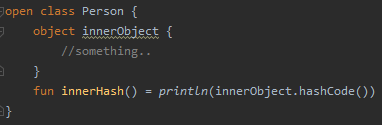 open class Person {
object innerObject {
//something..
}
fun innerHash() = println(innerObject.hashCode())
}